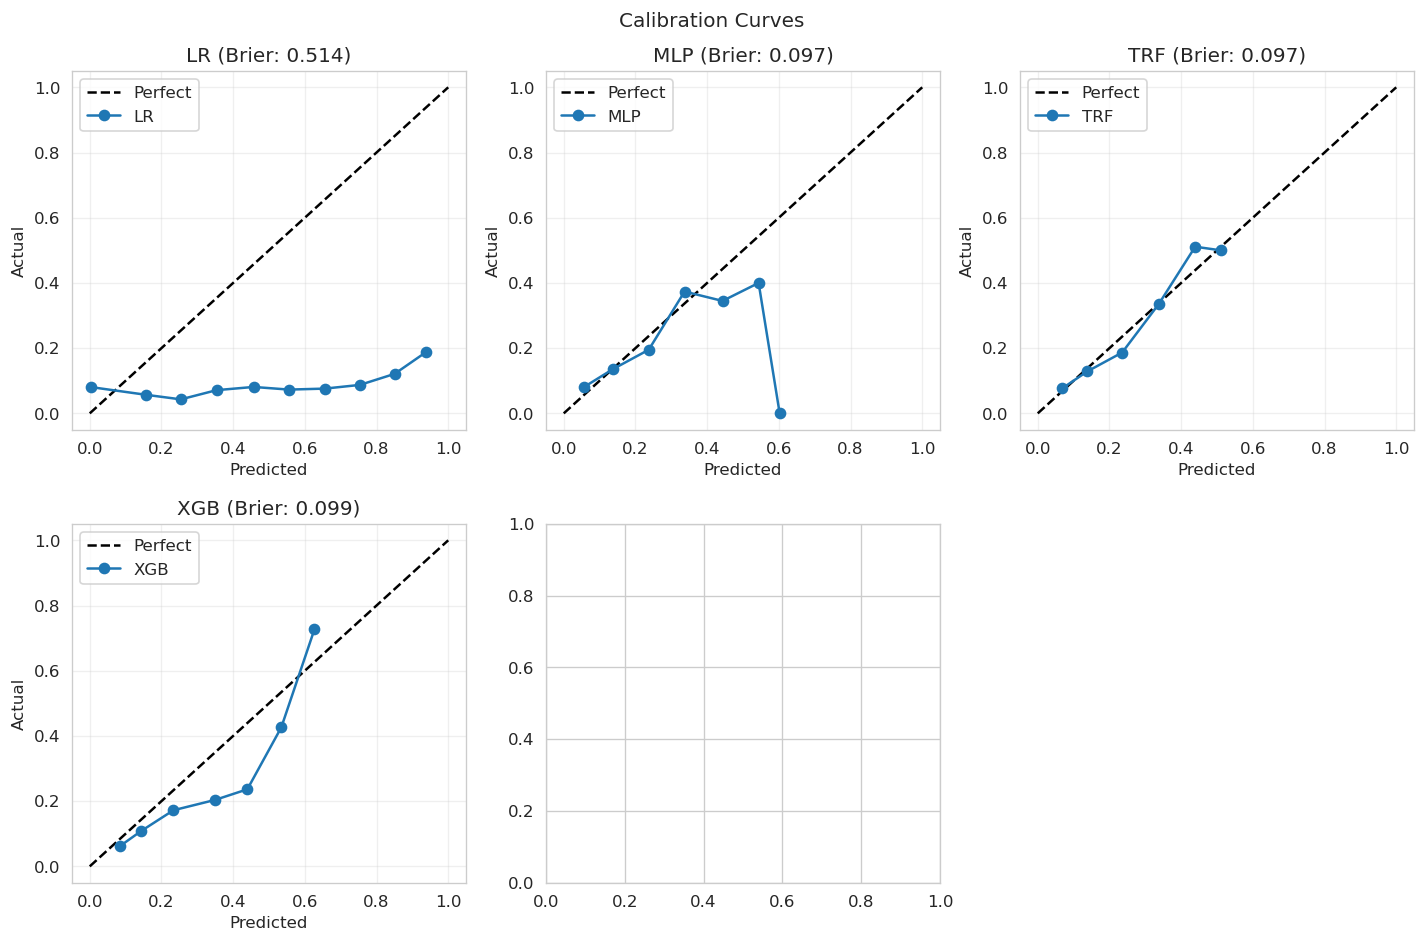 Calibration Curves
LR (Brier: 0.514)
Perfect
LR
Actual
1.0
0.8
0.6
0.4
0.2
0.0
0.0 0.2 0.4 0.6 0.8 1.0
Predicted
MLP (Brier: 0.097)
Perfect
MLP
Actual
1.0
0.8
0.6
0.4
0.2
0.0
0.0 0.2 0.4 0.6 0.8 1.0
Predicted
TRF (Brier: 0.097)
Perfect
TRF
Actual
1.0
0.8
0.6
0.4
0.2
0.0
0.0 0.2 0.4 0.6 0.8 1.0
Predicted
XGB (Brier: 0.099)
Perfect
XGB
Actual
1.0
0.8
0.6
0.4
0.2
0.0
0.0 0.2 0.4 0.6 0.8 1.0
Predicted
1.0
0.8
0.6
0.4
0.2
0.0
0.0 0.2 0.4 0.6 0.8 1.0